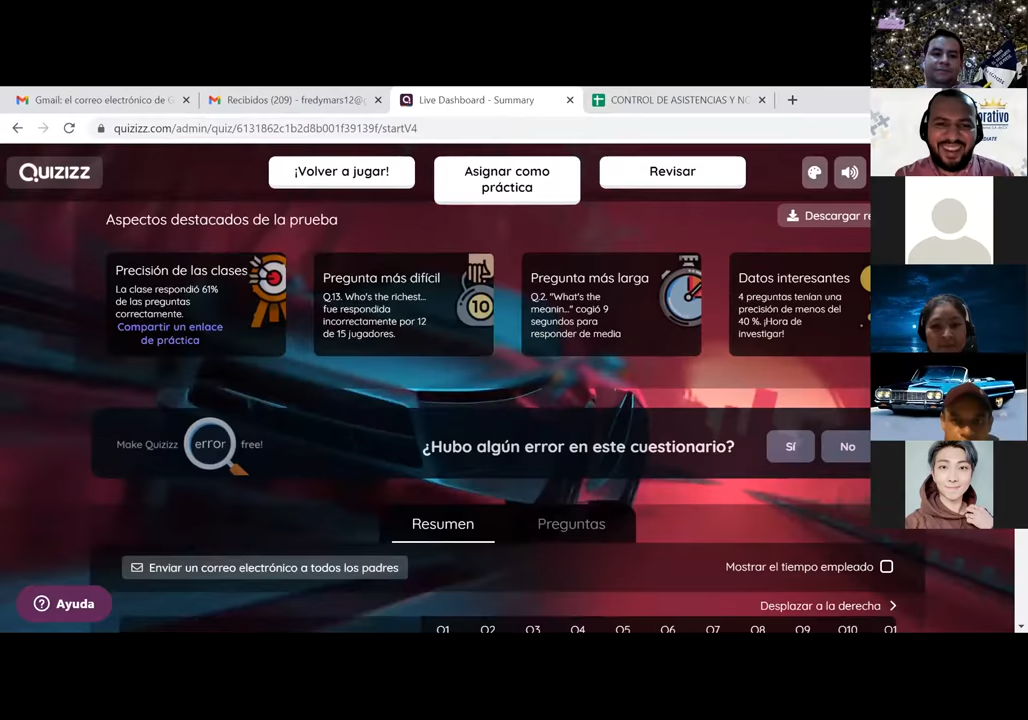 Gmail: el correo electrónico de G
Recibidos (209) - fredymars12@g
Live Dashboard - Summary
CONTROL DE ASISTENCIAS Y NO
quizizz.com/admin/quiz/6131862c1b2d8b001f39139f/startV4
QUIZIZZ
¡Volver a jugar!
Asignar como
práctica
Revisar
Aspectos destacados de la prueba
Descargar re
Precisión de las clases
La clase respondió 61%
de las preguntas
correctamente.
Compartir un enlace
de práctica
Pregunta más difícil
Q.13. Who's the richest...
fue respondida
incorrectamente por 12
de 15 jugadores.
10
Pregunta más larga
Q.2. "What's the
meanin..." cogió 9
segundos para
responder de media
Datos interesantes
4 preguntas tenían una
precisión de menos del
40 %. ¡Hora de
investigar!
Make Quizizz error free!
¿Hubo algún error en este cuestionario?
Sí
No
Resumen
Preguntas
Enviar un correo electrónico a todos los padres
Mostrar el tiempo empleado
Ayuda
Desplazar a la derecha
Q1 Q2 Q3 Q4 Q5 Q6 Q7 Q8 Q9 Q10 Q1
orativo